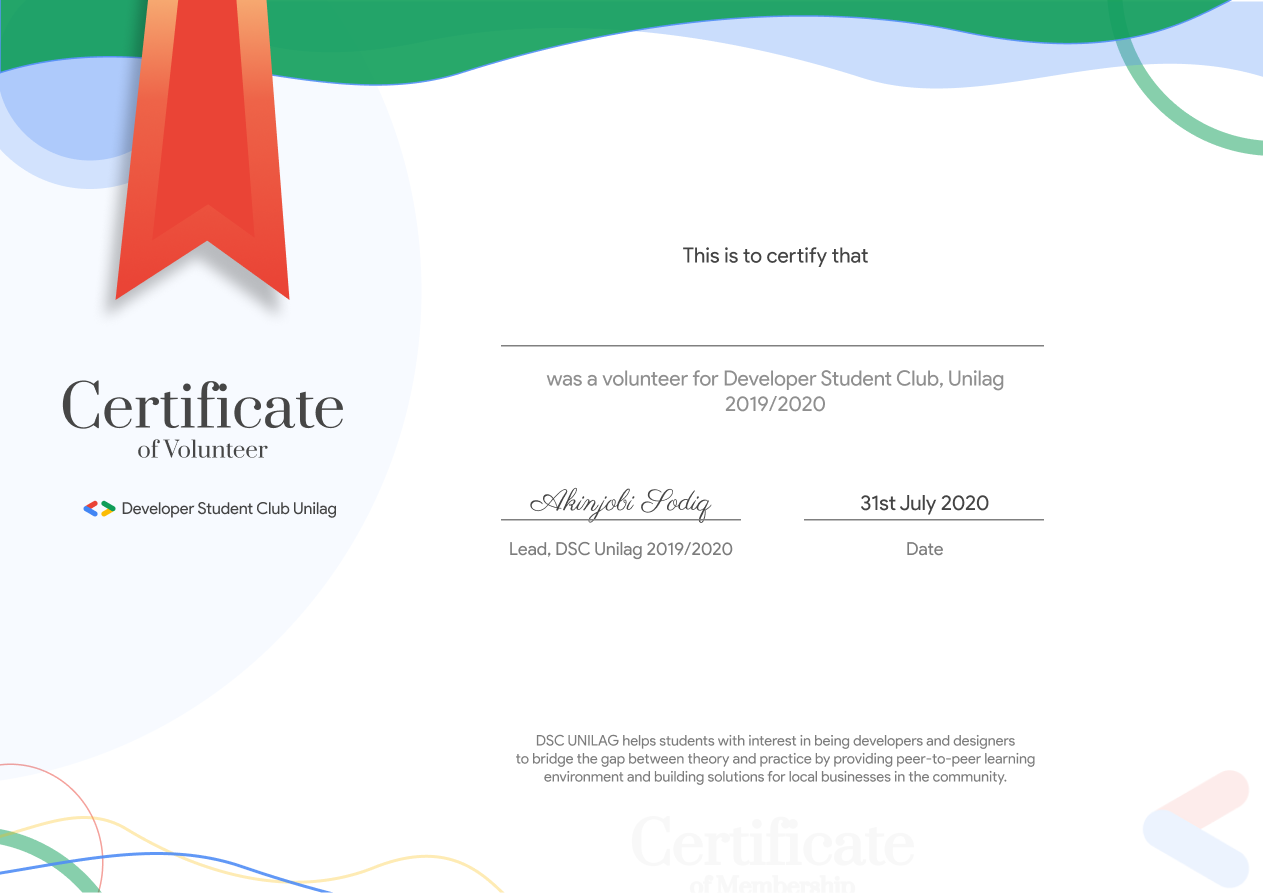 Certificate
of Volunteer
Developer Student Club Unilag
This is to certify that
was a volunteer for Developer Student Club, Unilag
2019/2020
Akinjobi Sodiq
Lead, DSC Unilag 2019/2020
31st July 2020
Date
DSC UNILAG helps students with interest in being developers and designers
to bridge the gap between theory and practice by providing peer-to-peer learning
environment and building solutions for local businesses in the community.
Certificate
of Membership